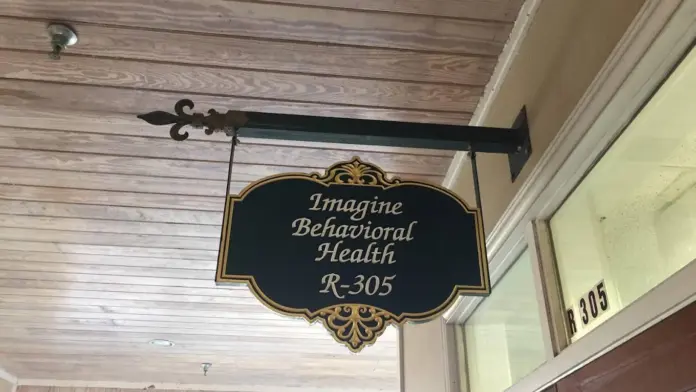 Imagine
Behavioral
Health
R-305
R 305